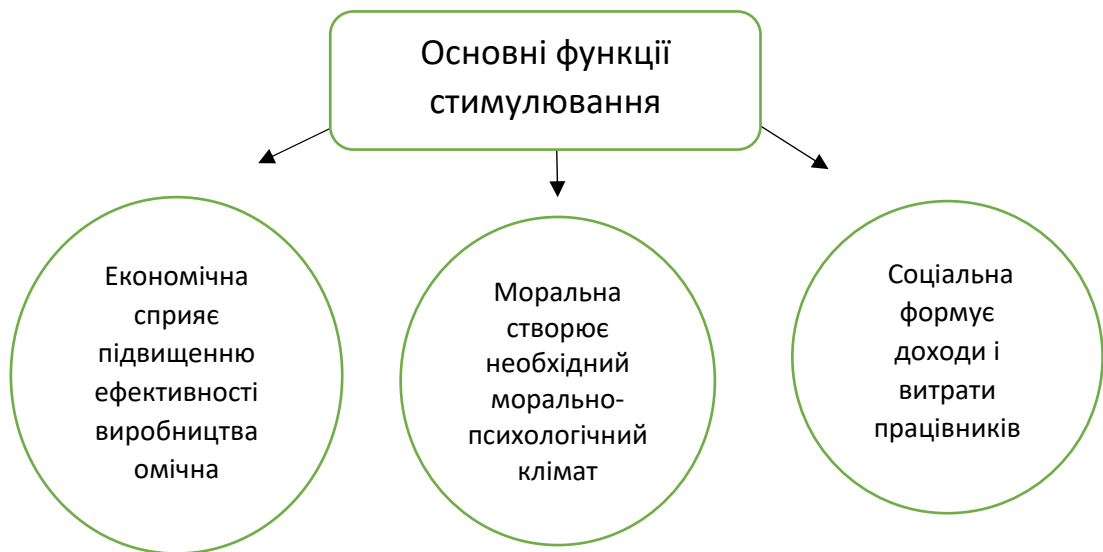 Основні функції
стимулювання
Економічна
сприяє
підвищенню
ефективності
виробництва
омічна
Моральна
створює
необхідний
морально-
психологічний
клімат
Соціальна
формує
доходи і
витрати
працівників